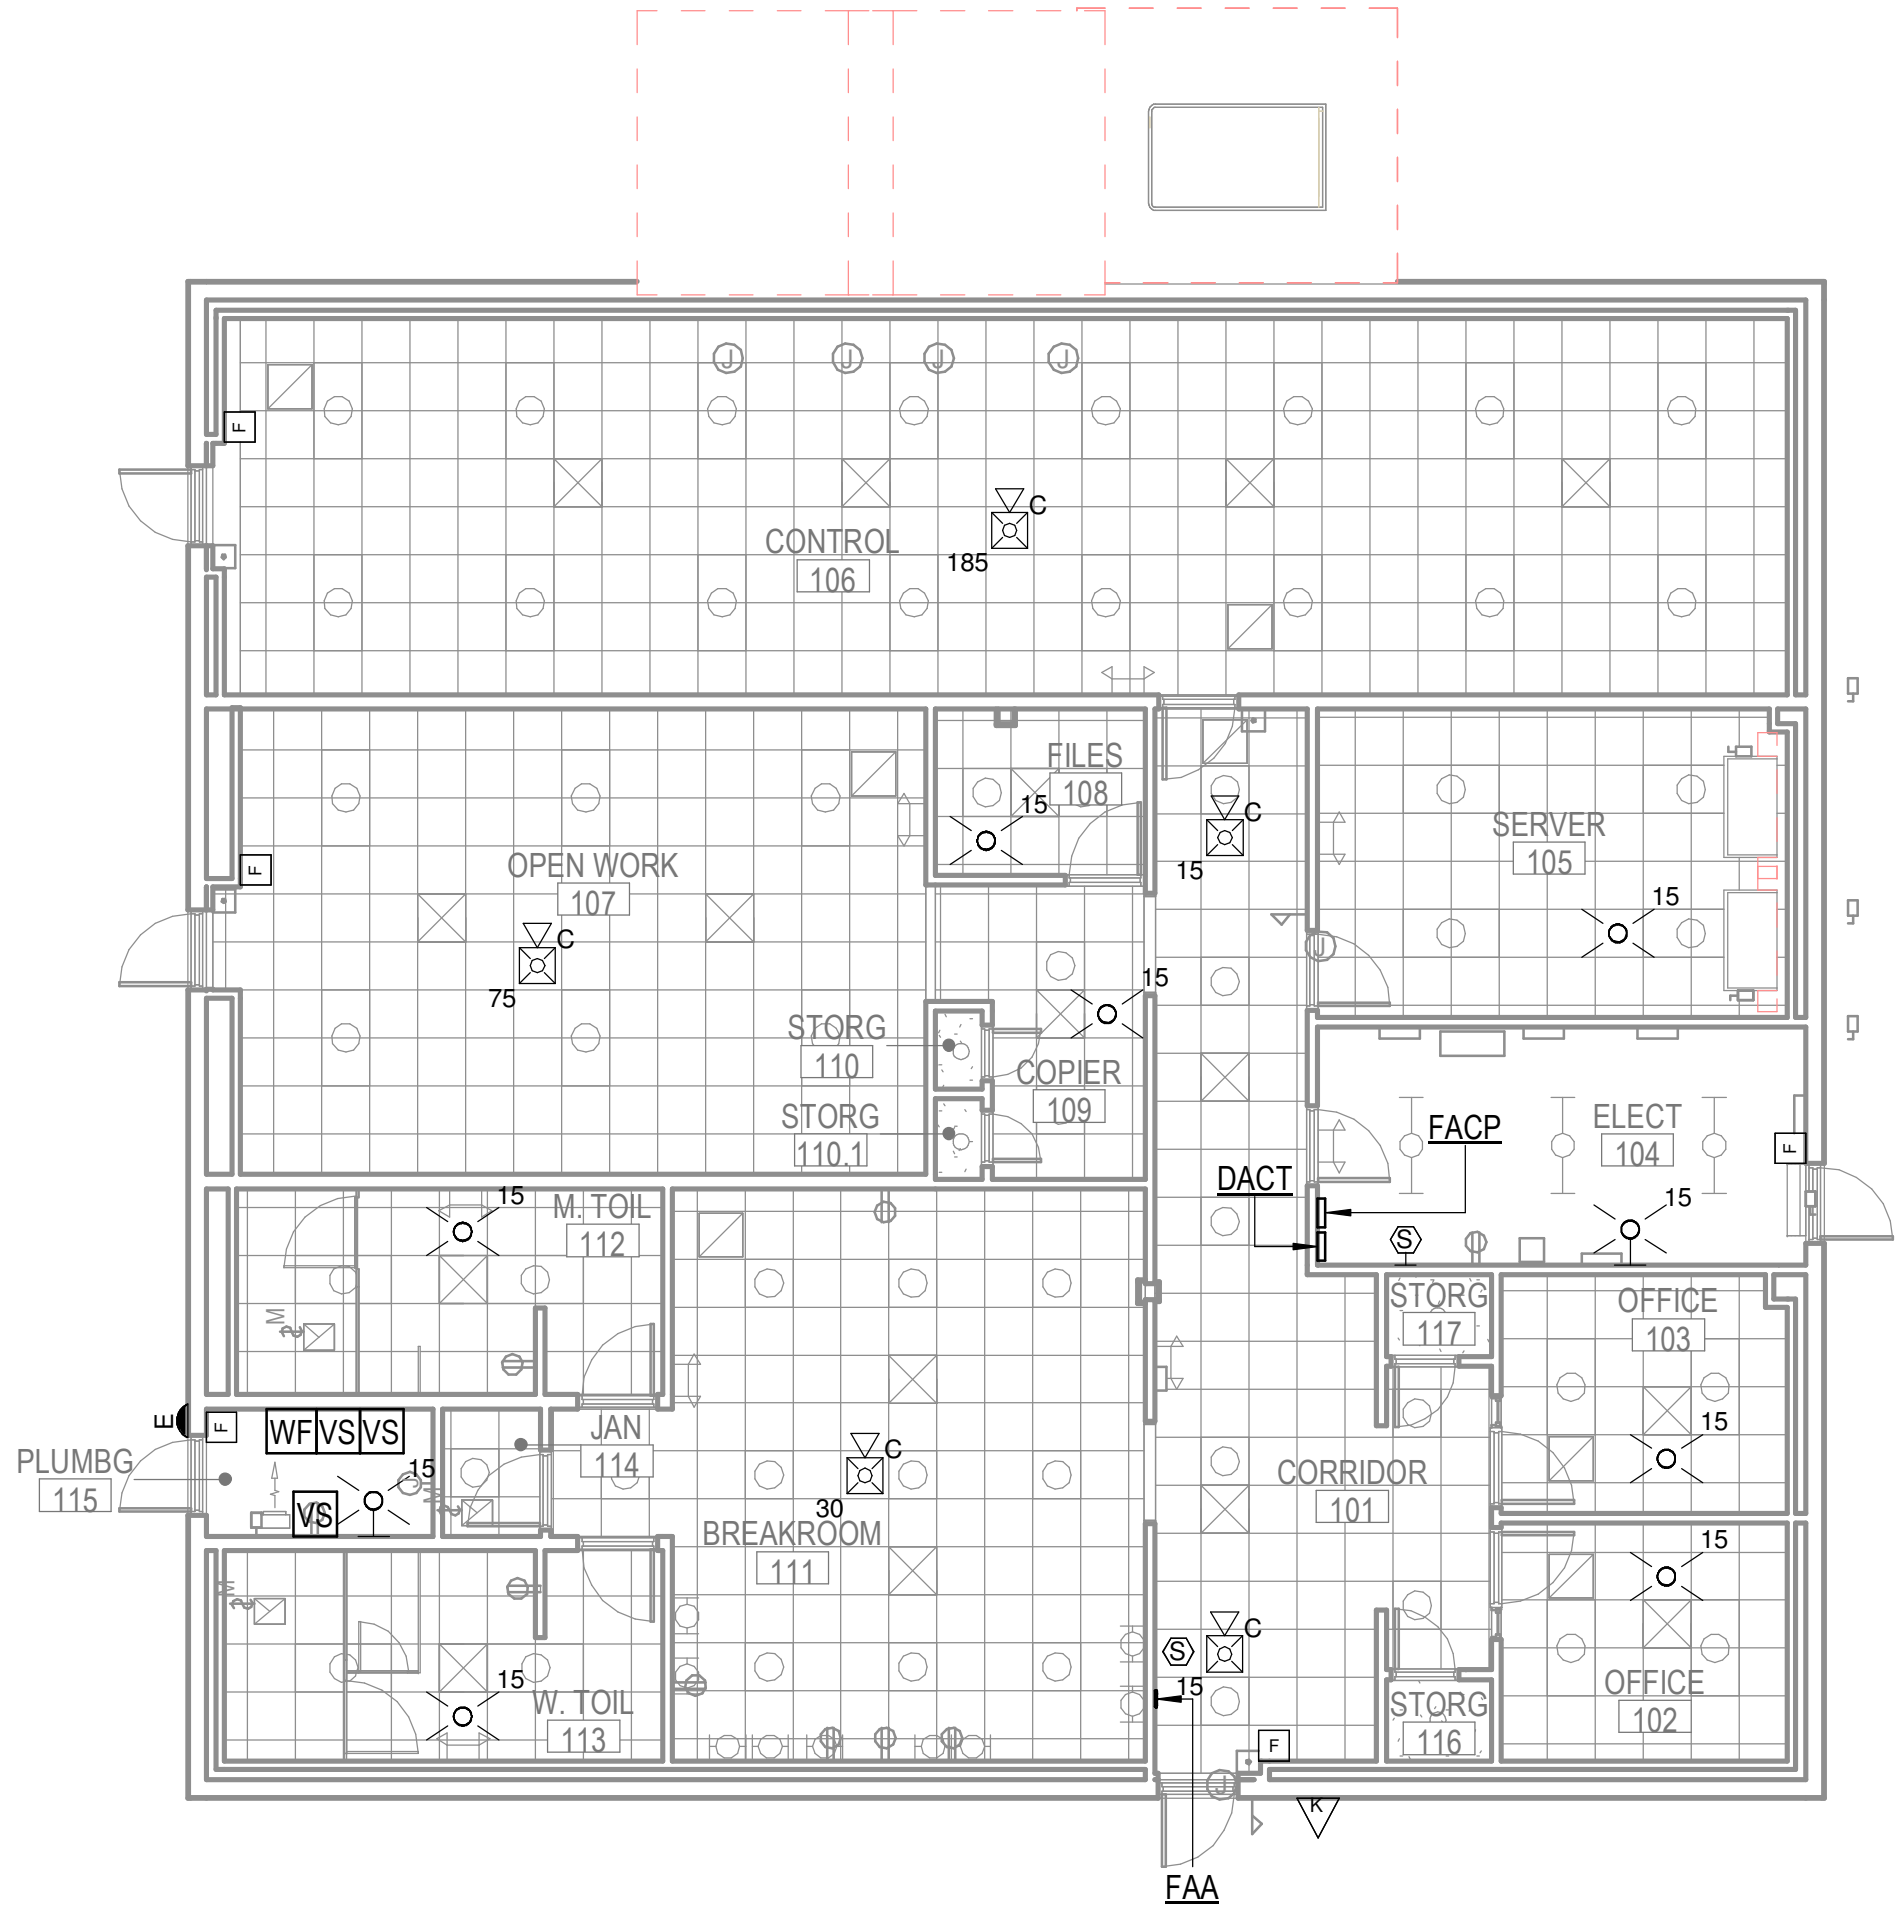 J J J J
F
C
CONTROL
185
106
FILES
108
15
C
15
SERVER
105
OPEN WORK
107
F
15
C
75
J
15
STORG
110
COPIER
109
STORG
110.1
FACP
ELECT
104
F
DACT
15
M. TOIL
112
15
S
STORG
117
OFFICE
103
M
E
F
WF VS VS
JAN
114
C
15
PLUMBG
115
15
M
VS
30
CORRIDOR
101
BREAKROOM
111
15
M
C
S
15
W. TOIL
113
15
STORG
116
OFFICE
102
F
J
K
FAA